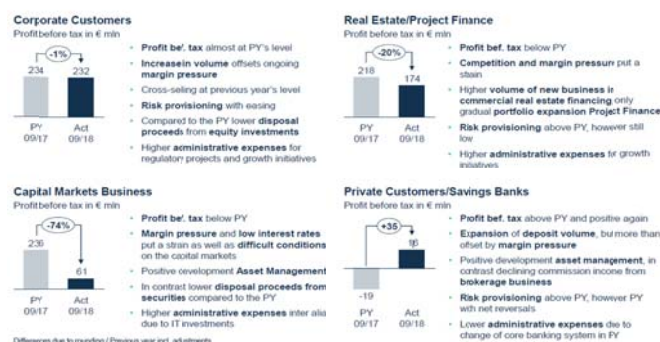 Corporate Customers
Profit before tax in € mln
-1%
234
232
PY
09/17
Act
09/18
Profit bef. tax almost at PY's level
Increase in volume offsets ongoing
margin pressure
Cross-selling at previous year's level
Risk provisioning with easing
Compared to the PY lower disposal
proceeds from equity investments
Higher administrative expenses for
regulatory projects and growth initiatives
Real Estate/Project Finance
Profit before tax in € mln
-20%
218
174
PY
09/17
Act
09/18
Profit bef. tax below PY
Competition and margin pressure put a
strain
Higher volume of new business in
commercial real estate financing, only
gradual portfolio expansion Project Finance
Risk provisioning above PY, however still
low
Higher administrative expenses for growth
initiatives
Capital Markets Business
Profit before tax in € mln
-74%
236
61
PY
09/17
Act
09/18
Profit bef. tax below PY
Margin pressure and low interest rates
put a strain as well as difficult conditions
on the capital markets
Positive development Asset Management
In contrast lower disposal proceeds from
securities compared to the PY
Higher administrative expenses inter alia
due to IT investments
Private Customers/Savings Banks
Profit before tax in € mln
+35
16
-19
PY
09/17
Act
09/18
Profit bef. tax above PY and positive again
Expansion of deposit volume, but more than
offset by margin pressure
Positive development asset management, in
contrast declining commission income from
brokerage business
Risk provisioning above PY, however PY
with net reversals
Lower administrative expenses due to
change of core banking system in PY
Differences due to rounding / Previous year incl. adjustments